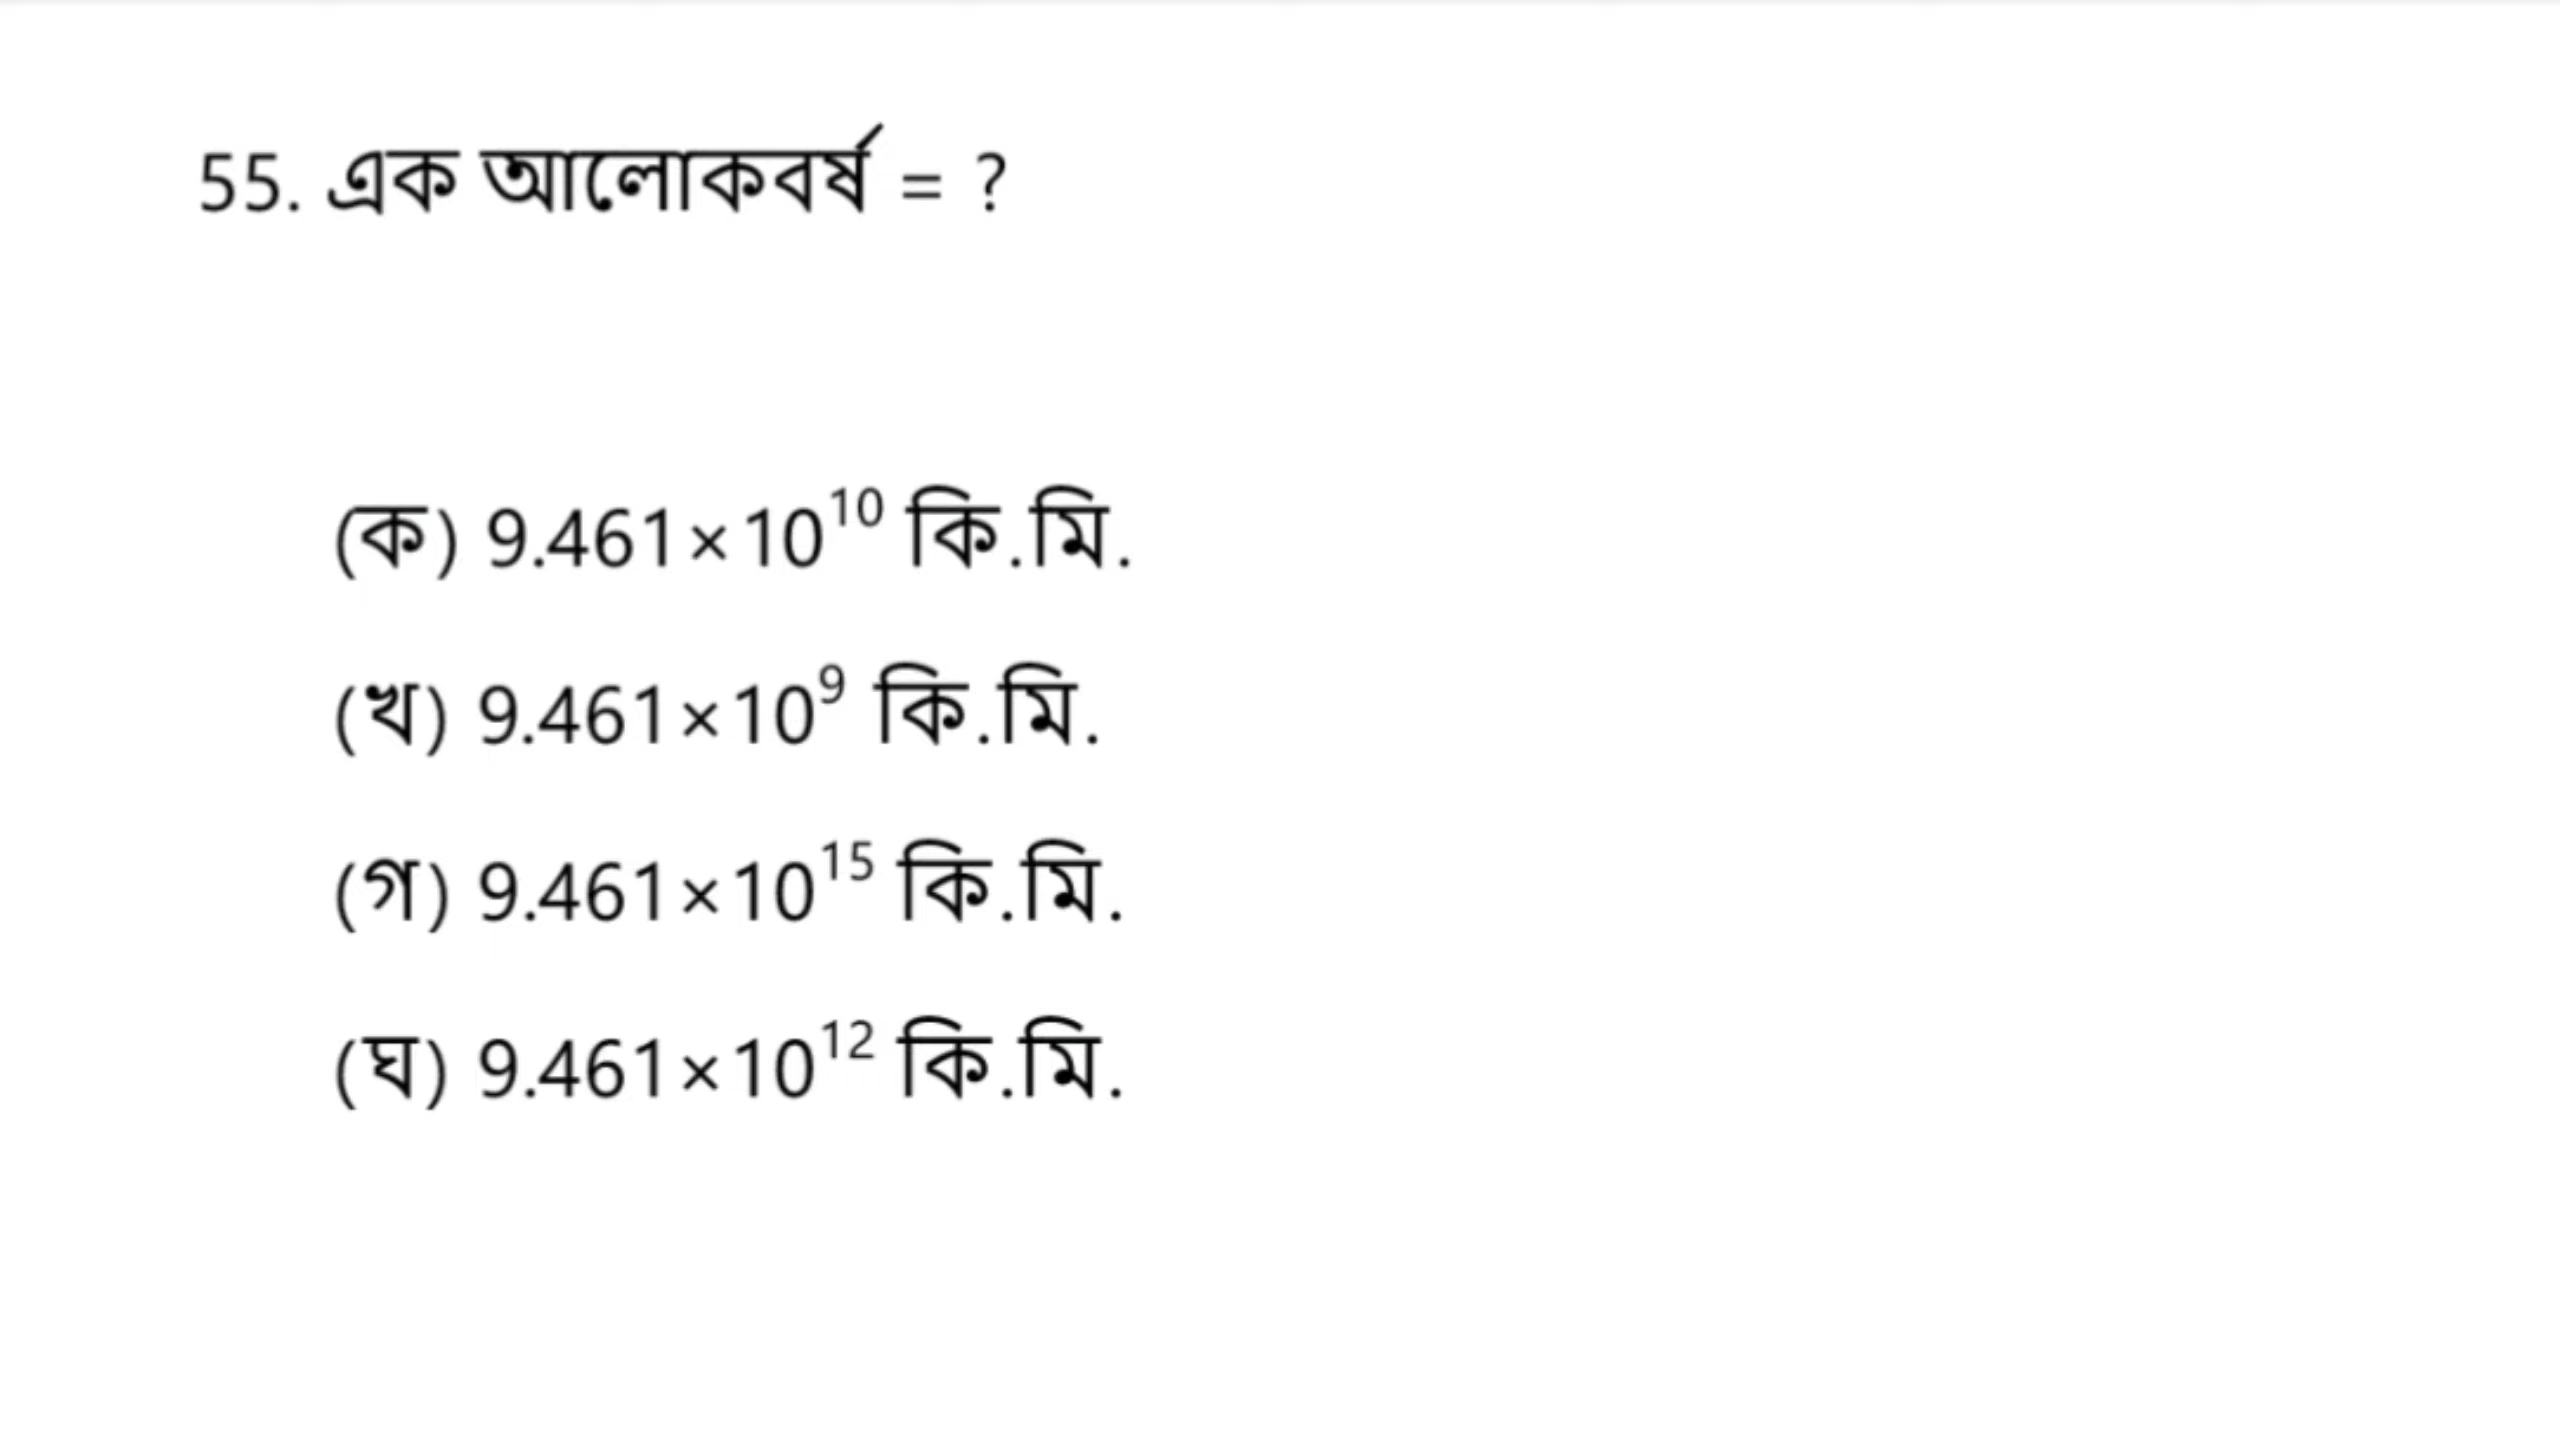 55. এক আলোকবর্ষ = ?
(ক) 9.461×10¹⁰ কি.মি.
(খ) 9.461×10⁹ কি.মি.
(গ) 9.461×10¹⁵ কি.মি.
(ঘ) 9.461×10¹² কি.মি.